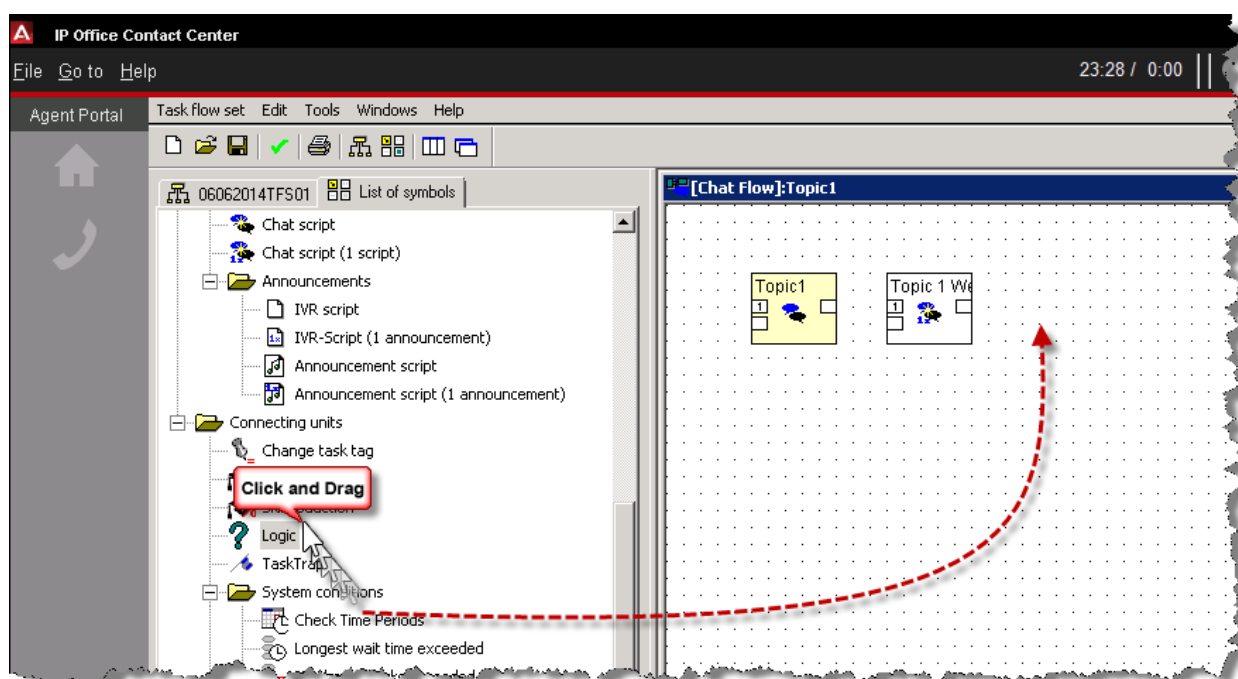 IP Office Contact Center
File Go to Help
23:28 / 0:00
Agent Portal
Task flow set Edit Tools Windows Help
06062014TFS01 List of symbols
[Chat Flow]:Topic1
Chat script
Chat script (1 script)
Announcements
IVR script
IVR-Script (1 announcement)
Announcement script
Announcement script (1 announcement)
Connecting units
Change task tag
Click and Drag
Logic
TaskTrap
System conditions
Check Time Periods
Longest wait time exceeded
Topic1
1
Topic 1 We
1
1x